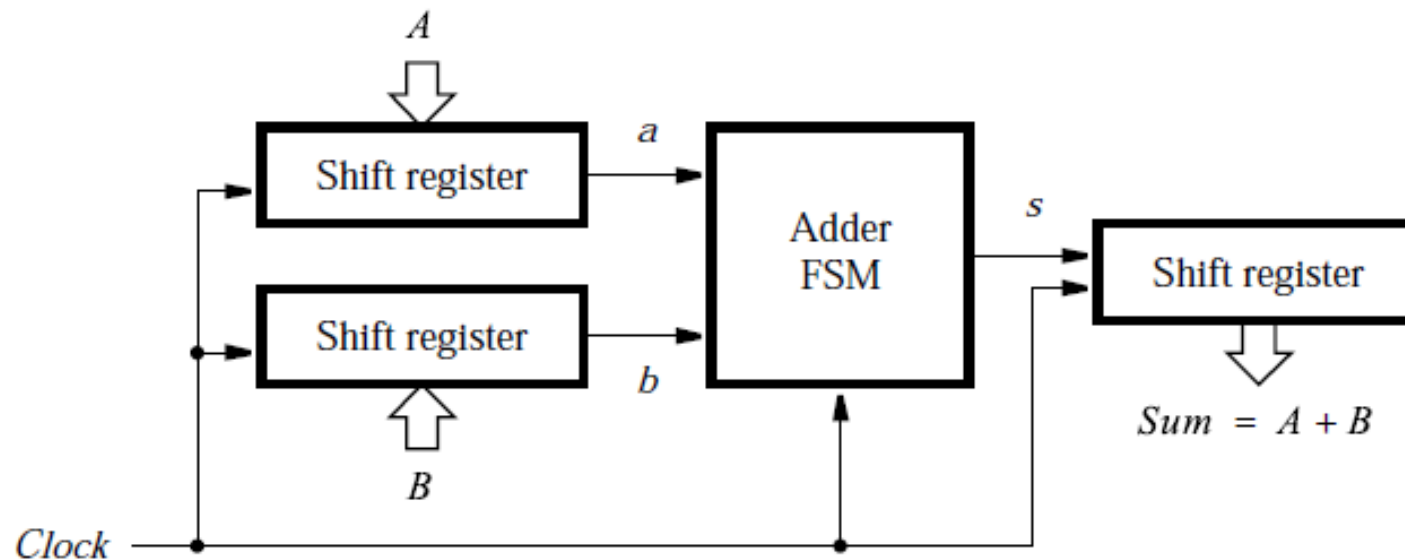 A
Shift register
a
Adder
FSM
s
Shift register
Shift register
b
B
Sum = A + B
Clock